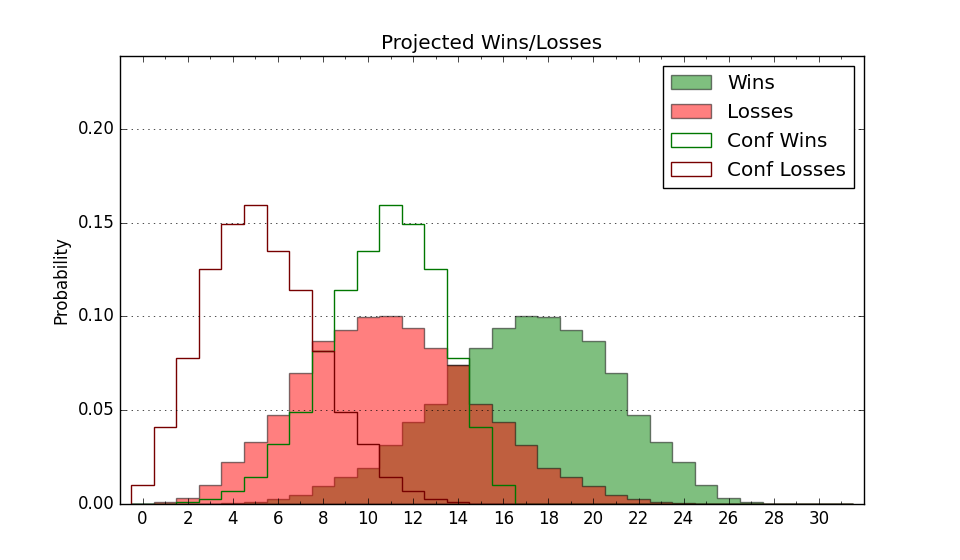 Projected Wins/Losses
Wins
Losses
Conf Wins
Conf Losses
Probability
0.20
0.15
0.10
0.05
0.00
0 2 4 6 8 10 12 14 16 18 20 22 24 26 28 30